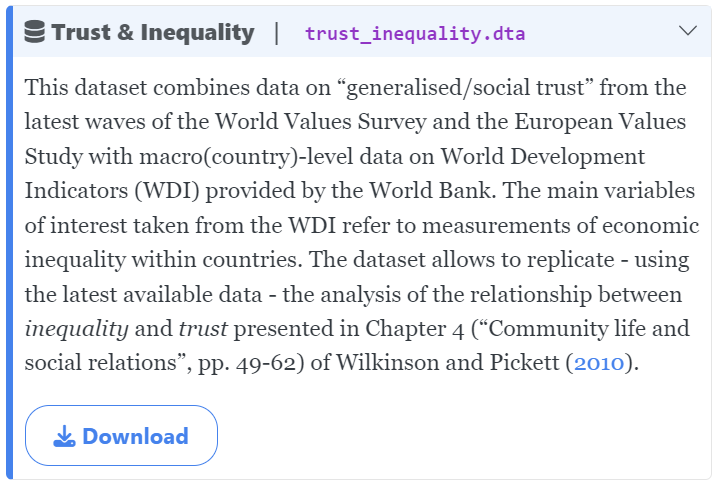 Trust & Inequality | trust_inequality.dta
This dataset combines data on “generalised/social trust” from the
latest waves of the World Values Survey and the European Values
Study with macro(country)-level data on World Development
Indicators (WDI) provided by the World Bank. The main variables
of interest taken from the WDI refer to measurements of economic
inequality within countries. The dataset allows to replicate - using
the latest available data - the analysis of the relationship between
inequality and trust presented in Chapter 4 (“Community life and
social relations”, pp. 49-62) of Wilkinson and Pickett (2010).
Download